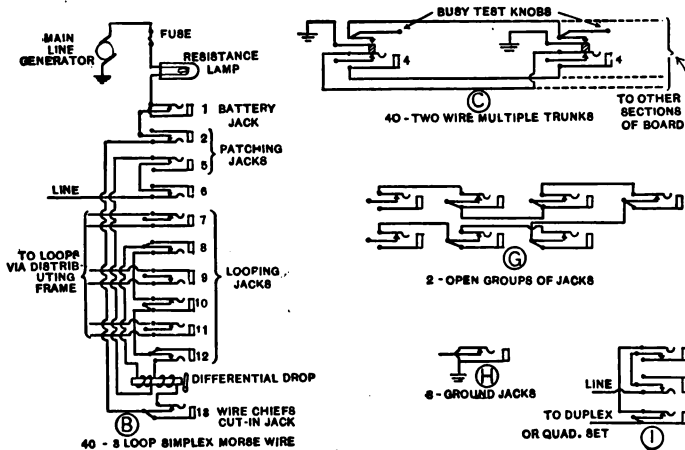 MAIN
LINE
GENERATOR
FUSE
RESISTANCE
LAMP
1 BATTERY
JACK
2
5
PATCHING
JACKS
LINE
6
7
8
9
10
11
12
LOOPING
JACKS
TO LOOPS
VIA DISTRIB-
UTING
FRAME
DIFFERENTIAL DROP
13 WIRE CHIEFS
CUT-IN JACK
B
40 - 3 LOOP SIMPLEX MORSE WIRE
BUSY TEST KNOBS
4
4
C
40 - TWO WIRE MULTIPLE TRUNKS
TO OTHER
SECTIONS
OF BOARD
G
2 - OPEN GROUPS OF JACKS
H
8 - GROUND JACKS
LINE
TO DUPLEX
OR QUAD. SET
I